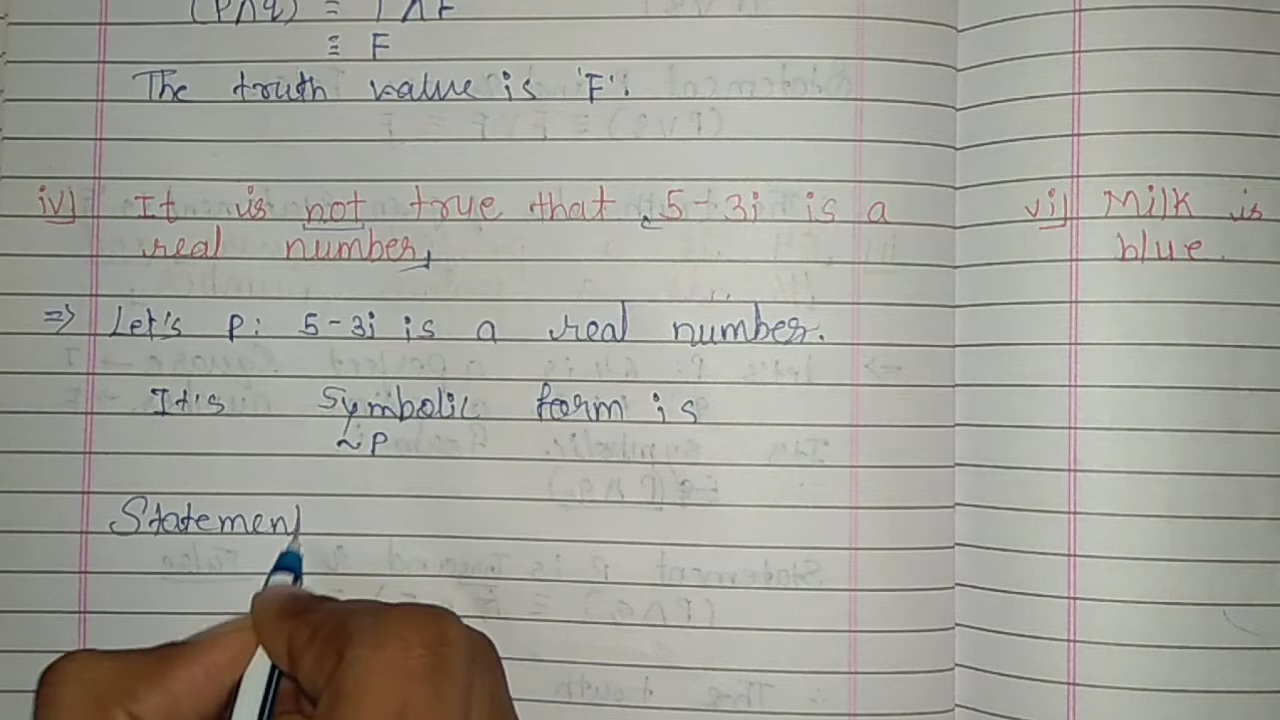 (p∧q) ≡ T ∧ F
≡ F
The truth value is 'F'.
iv) It is not true that 5-3i is a
real number,
⇒ Let's p: 5-3i is a real number.
It's symbolic form is
~p
Statemen
vi) Milk is
blue.